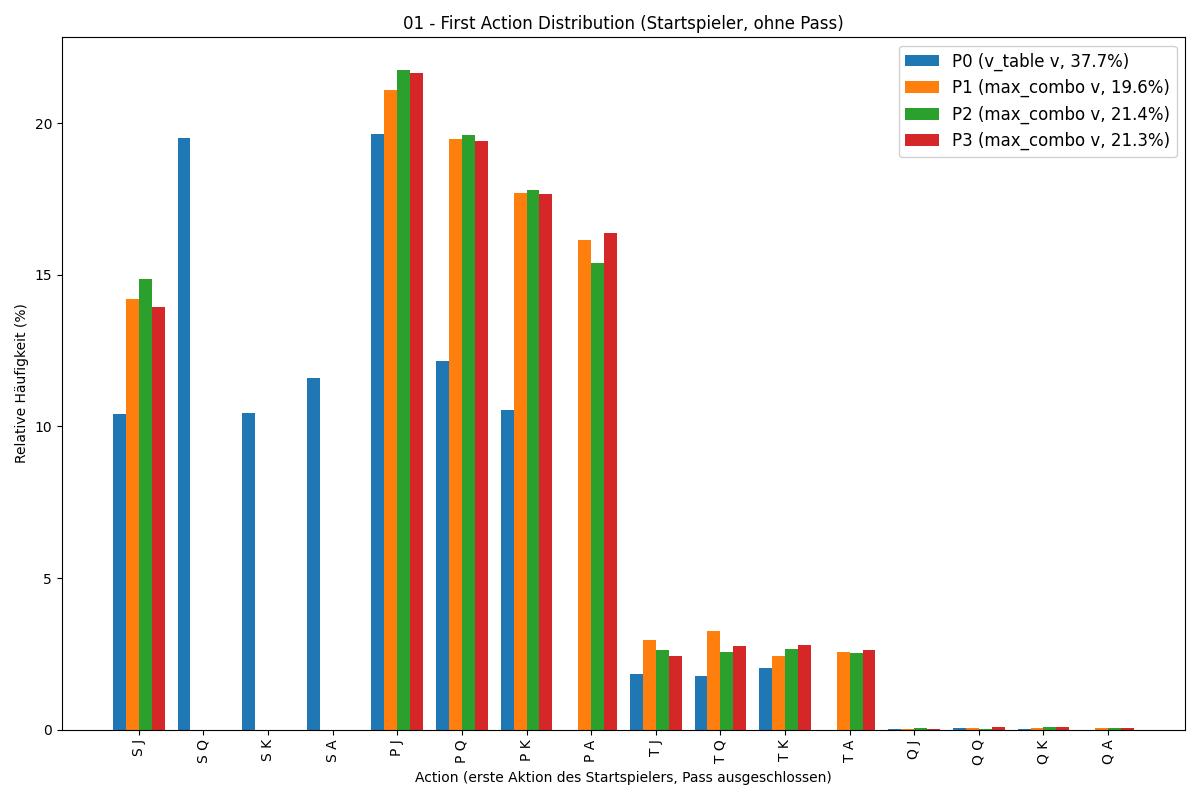 01 - First Action Distribution (Startspieler, ohne Pass)
P0 (v_table v, 37.7%)
P1 (max_combo v, 19.6%)
P2 (max_combo v, 21.4%)
P3 (max_combo v, 21.3%)
Relative Häufigkeit (%)
20
15
10
5
0
S J
S Q
S K
S A
P J
P Q
P K
P A
T J
T Q
T K
T A
Q J
Q Q
Q K
Q A
Action (erste Aktion des Startspielers, Pass ausgeschlossen)